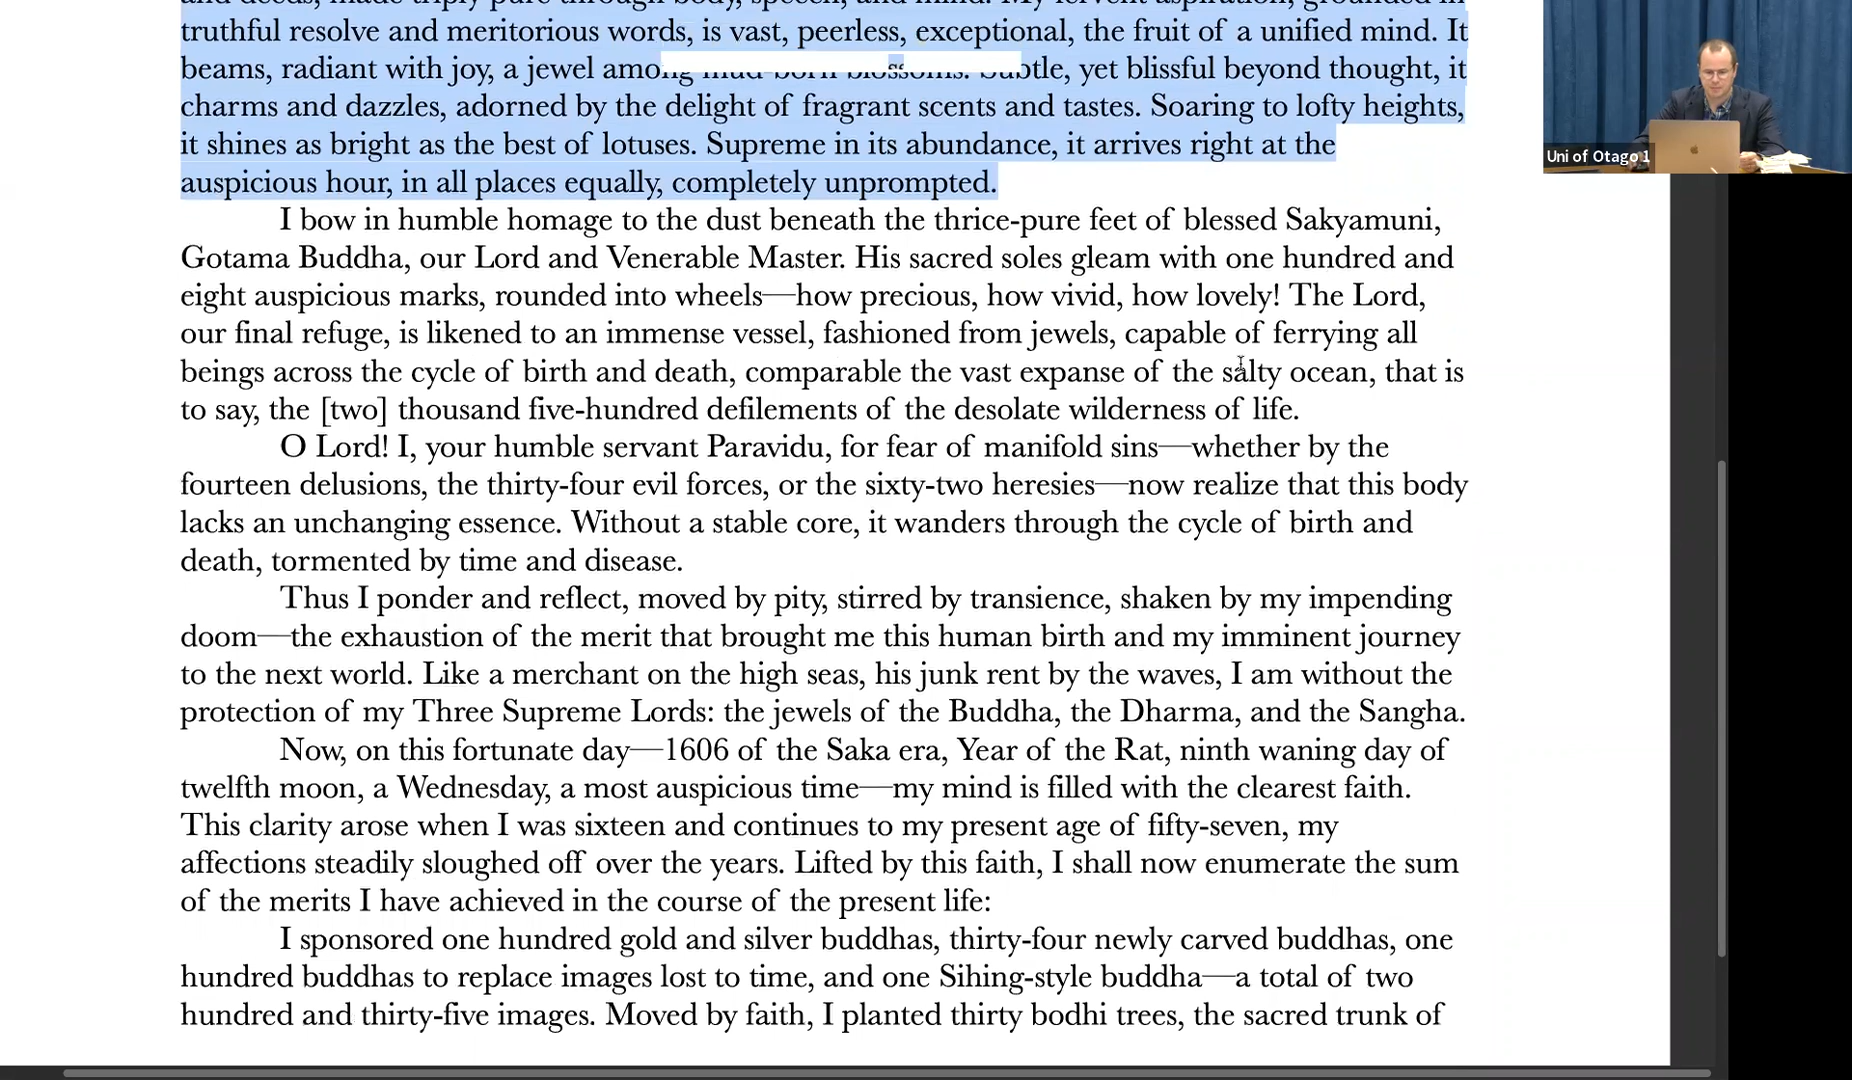 and deeds, made triply pure through body, speech, and mind. My fervent aspiration, grounded in
truthful resolve and meritorious words, is vast, peerless, exceptional, the fruit of a unified mind. It
beams, radiant with joy, a jewel among mud-born blossoms. Subtle, yet blissful beyond thought, it
charms and dazzles, adorned by the delight of fragrant scents and tastes. Soaring to lofty heights,
it shines as bright as the best of lotuses. Supreme in its abundance, it arrives right at the
auspicious hour, in all places equally, completely unprompted.
I bow in humble homage to the dust beneath the thrice-pure feet of blessed Sakyamuni,
Gotama Buddha, our Lord and Venerable Master. His sacred soles gleam with one hundred and
eight auspicious marks, rounded into wheels—how precious, how vivid, how lovely! The Lord,
our final refuge, is likened to an immense vessel, fashioned from jewels, capable of ferrying all
beings across the cycle of birth and death, comparable the vast expanse of the salty ocean, that is
to say, the [two] thousand five-hundred defilements of the desolate wilderness of life.
O Lord! I, your humble servant Paravidu, for fear of manifold sins—whether by the
fourteen delusions, the thirty-four evil forces, or the sixty-two heresies—now realize that this body
lacks an unchanging essence. Without a stable core, it wanders through the cycle of birth and
death, tormented by time and disease.
Thus I ponder and reflect, moved by pity, stirred by transience, shaken by my impending
doom—the exhaustion of the merit that brought me this human birth and my imminent journey
to the next world. Like a merchant on the high seas, his junk rent by the waves, I am without the
protection of my Three Supreme Lords: the jewels of the Buddha, the Dharma, and the Sangha.
Now, on this fortunate day—1606 of the Saka era, Year of the Rat, ninth waning day of
twelfth moon, a Wednesday, a most auspicious time—my mind is filled with the clearest faith.
This clarity arose when I was sixteen and continues to my present age of fifty-seven, my
affections steadily sloughed off over the years. Lifted by this faith, I shall now enumerate the sum
of the merits I have achieved in the course of the present life:
I sponsored one hundred gold and silver buddhas, thirty-four newly carved buddhas, one
hundred buddhas to replace images lost to time, and one Sihing-style buddha—a total of two
hundred and thirty-five images. Moved by faith, I planted thirty bodhi trees, the sacred trunk of
Uni of Otago 1